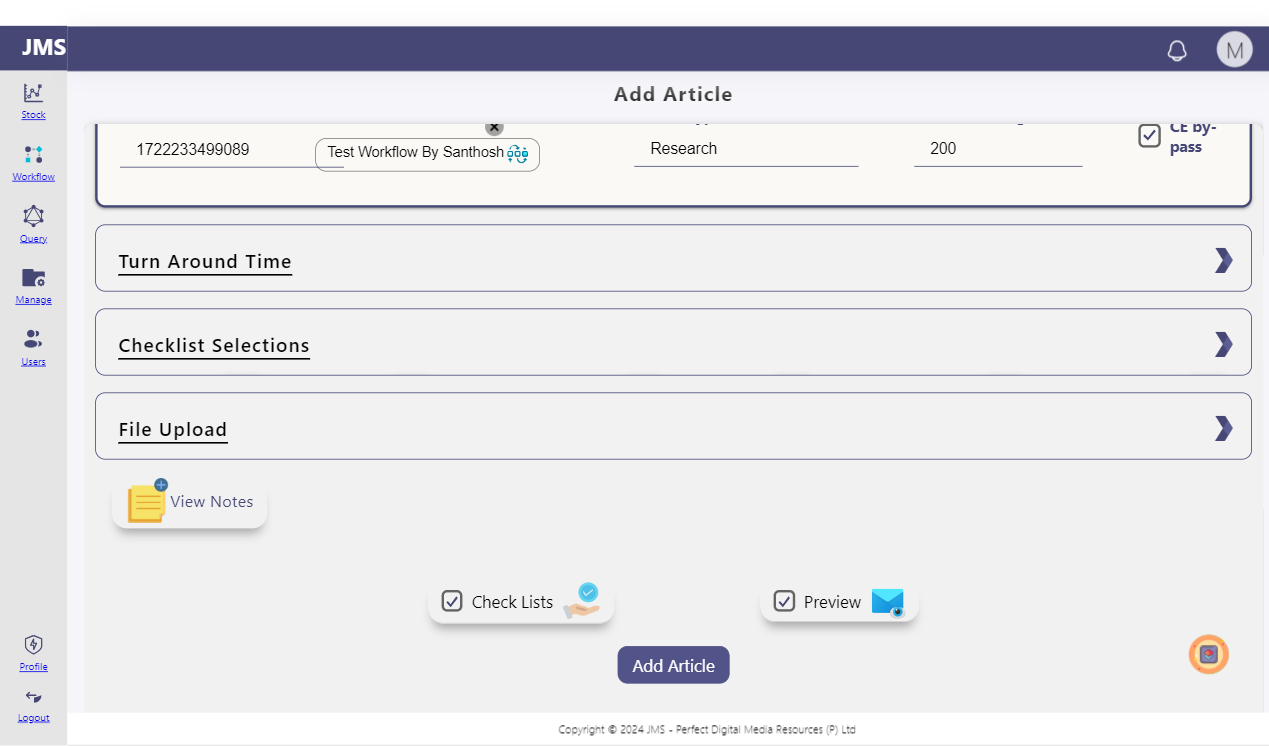 JMS
M
Add Article
Stock
Workflow
Query
Manage
Users
Profile
Logout
1722233499089
Test Workflow By Santhosh
Research
200
CE by-
pass
Turn Around Time
Checklist Selections
File Upload
View Notes
Check Lists
Preview
Add Article
Copyright © 2024 JMS - Perfect Digital Media Resources (P) Ltd